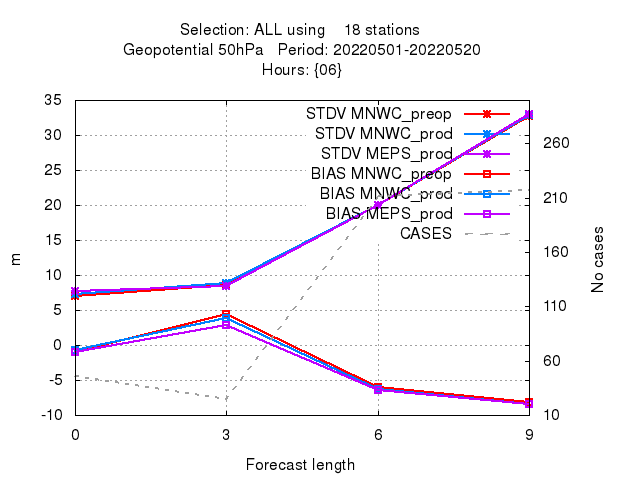 Selection: ALL using 18 stations
Geopotential 50hPa Period: 20220501-20220520
Hours: {06}
35
30
25
20
15
10
5
0
-5
-10
m
STDV MNWC_preop
STDV MNWC_prod
STDV MEPS_prod
BIAS MNWC_preop
BIAS MNWC_prod
BIAS MEPS_prod
CASES
260
210
160
110
60
10
No cases
0 3 6 9
Forecast length